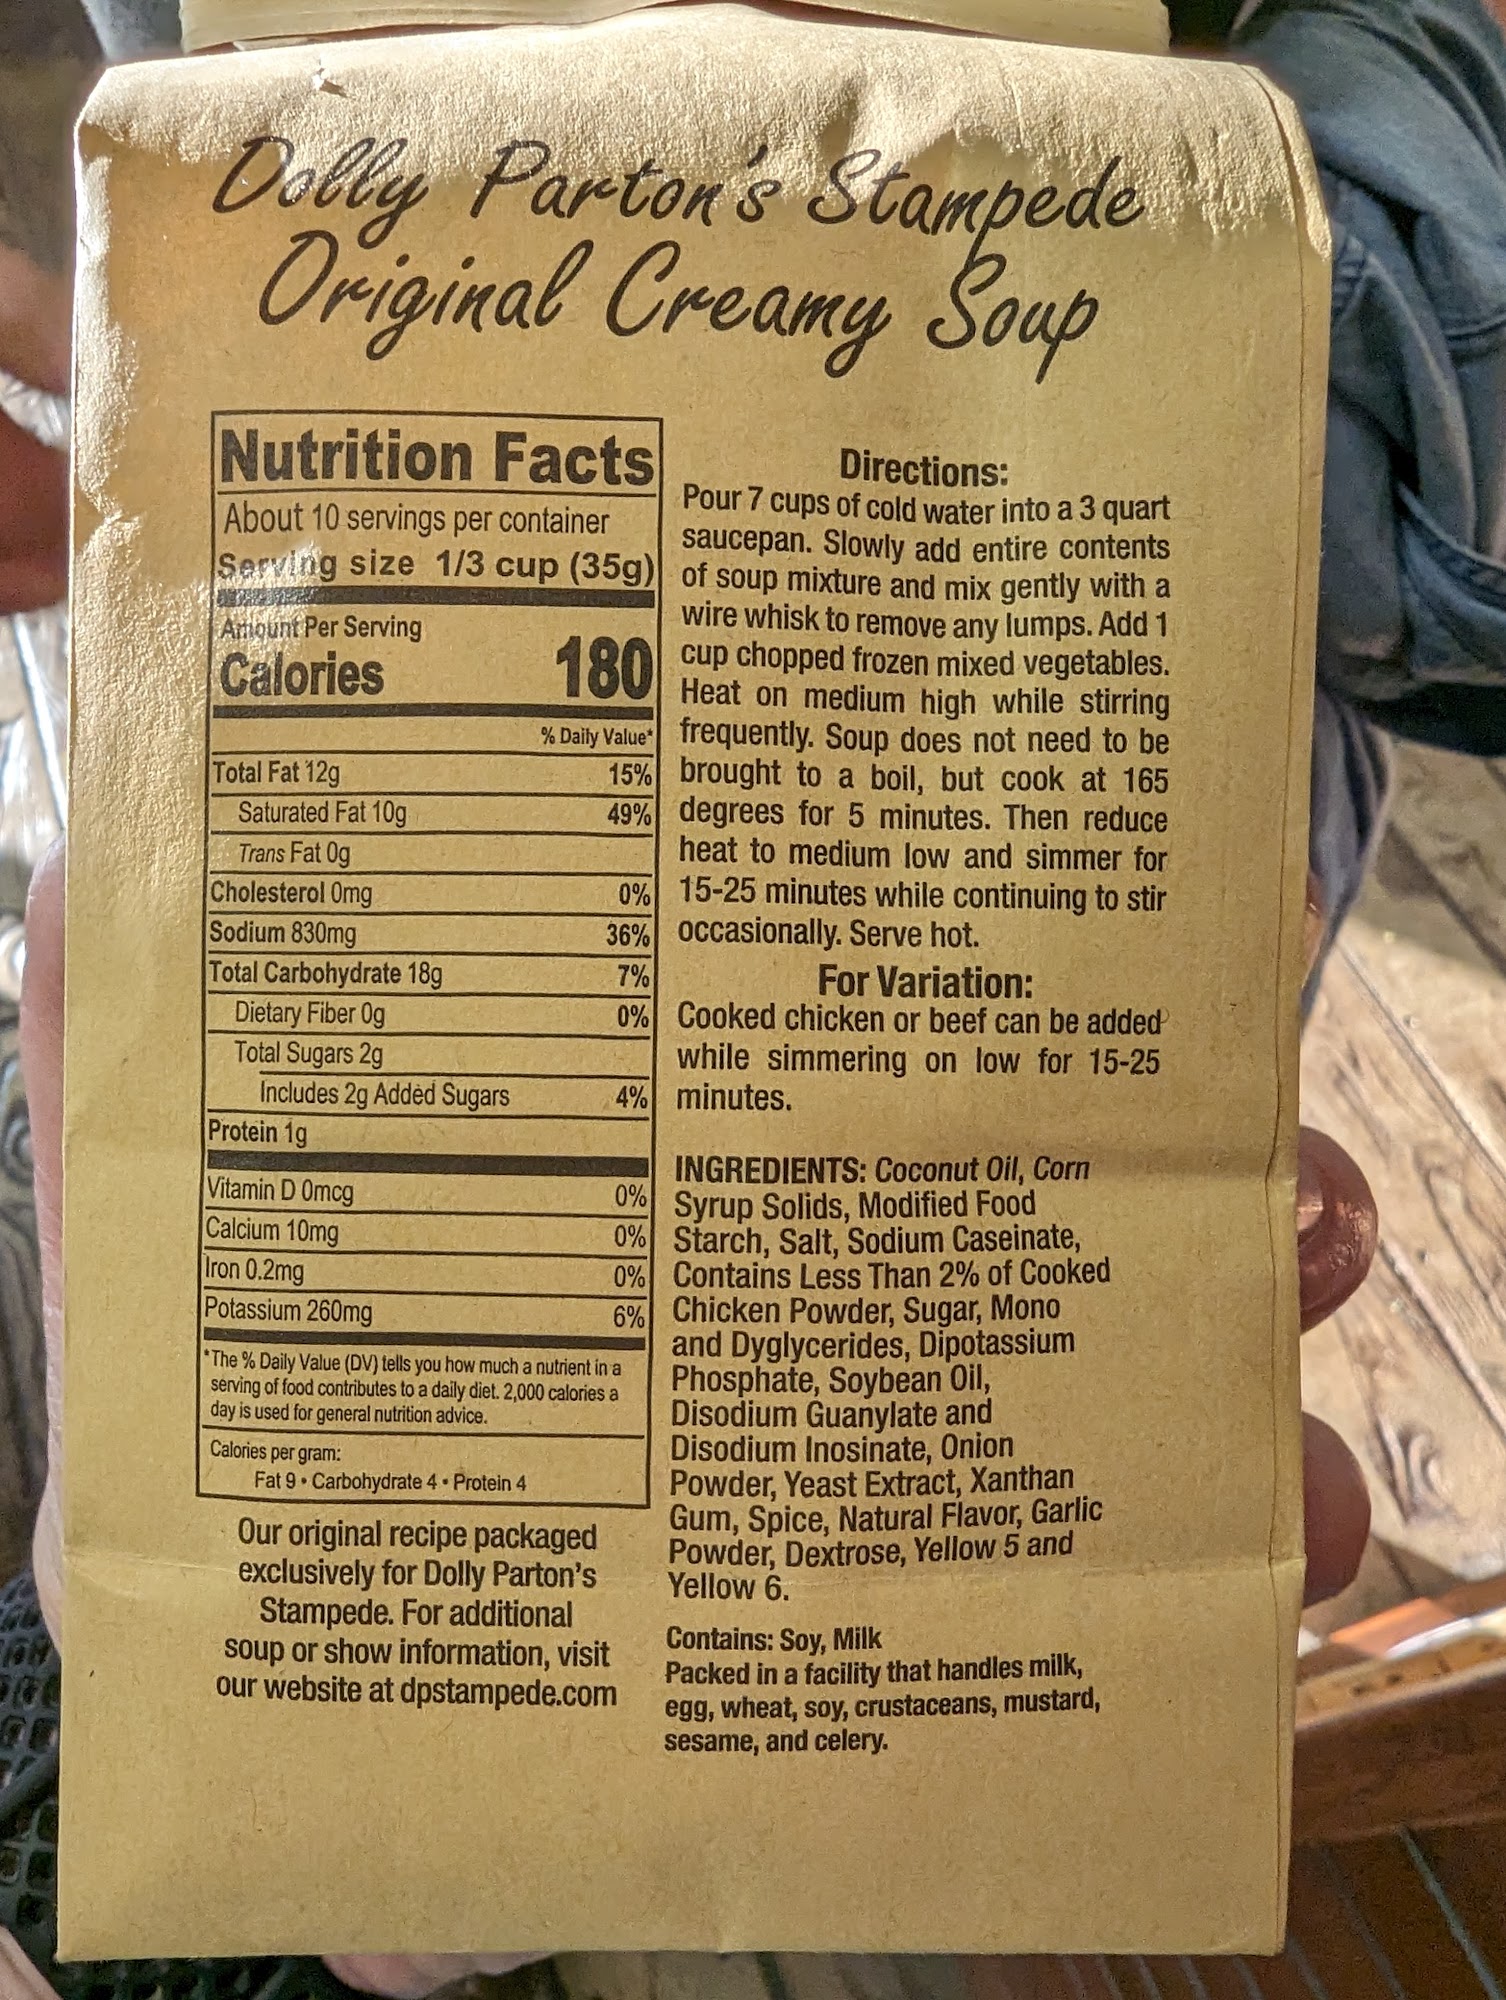 Dolly Parton's Stampede
Original Creamy Soup
Nutrition Facts
About 10 servings per container
Serving size 1/3 cup (35g)
Amount Per Serving
Calories 180
% Daily Value*
Total Fat 12g 15%
Saturated Fat 10g 49%
Trans Fat 0g
Cholesterol 0mg 0%
Sodium 830mg 36%
Total Carbohydrate 18g 7%
Dietary Fiber 0g 0%
Total Sugars 2g
Includes 2g Added Sugars 4%
Protein 1g
Vitamin D 0mcg 0%
Calcium 10mg 0%
Iron 0.2mg 0%
Potassium 260mg 6%
*The % Daily Value (DV) tells you how much a nutrient in a
serving of food contributes to a daily diet. 2,000 calories a
day is used for general nutrition advice.
Calories per gram:
Fat 9 • Carbohydrate 4 • Protein 4
Our original recipe packaged
exclusively for Dolly Parton's
Stampede. For additional
soup or show information, visit
our website at dpstampede.com
Directions:
Pour 7 cups of cold water into a 3 quart
saucepan. Slowly add entire contents
of soup mixture and mix gently with a
wire whisk to remove any lumps. Add 1
cup chopped frozen mixed vegetables.
Heat on medium high while stirring
frequently. Soup does not need to be
brought to a boil, but cook at 165
degrees for 5 minutes. Then reduce
heat to medium low and simmer for
15-25 minutes while continuing to stir
occasionally. Serve hot.
For Variation:
Cooked chicken or beef can be added
while simmering on low for 15-25
minutes.
INGREDIENTS: Coconut Oil, Corn
Syrup Solids, Modified Food
Starch, Salt, Sodium Caseinate,
Contains Less Than 2% of Cooked
Chicken Powder, Sugar, Mono
and Dyglycerides, Dipotassium
Phosphate, Soybean Oil,
Disodium Guanylate and
Disodium Inosinate, Onion
Powder, Yeast Extract, Xanthan
Gum, Spice, Natural Flavor, Garlic
Powder, Dextrose, Yellow 5 and
Yellow 6.
Contains: Soy, Milk
Packed in a facility that handles milk,
egg, wheat, soy, crustaceans, mustard,
sesame, and celery.